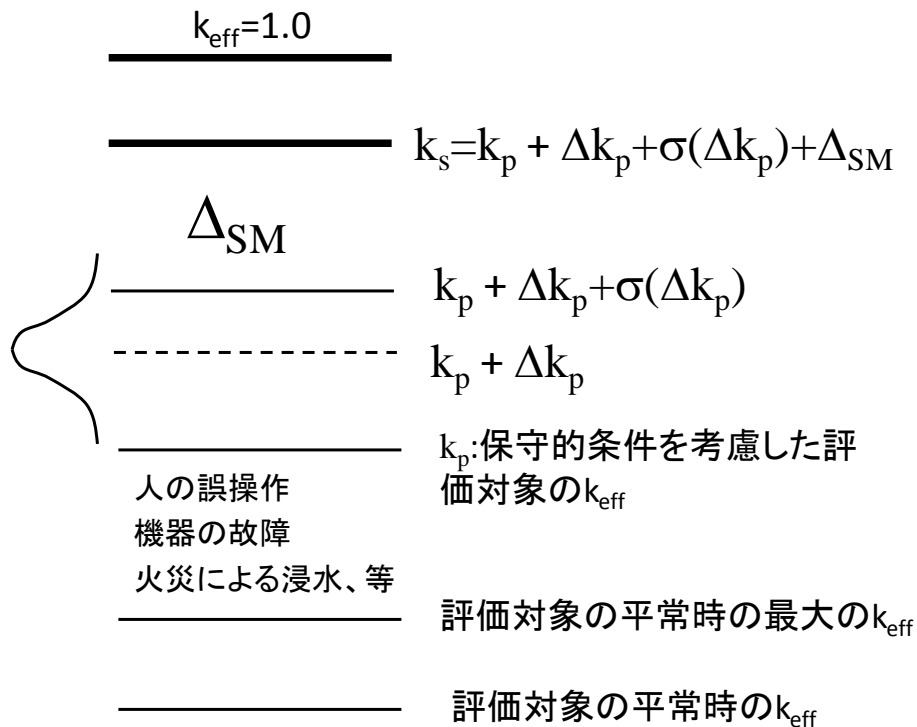 k_eff=1.0
k_s=k_p + Δk_p+σ(Δk_p)+Δ_SM
Δ_SM
k_p + Δk_p+σ(Δk_p)
k_p + Δk_p
k_p:保守的条件を考慮した評
価対象のk_eff
人の誤操作
機器の故障
火災による浸水、等
評価対象の平常時の最大のk_eff
評価対象の平常時のk_eff